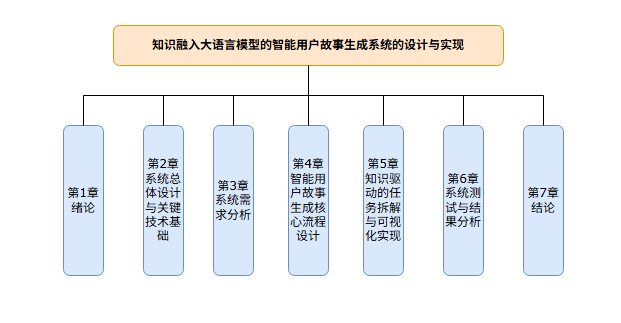 知识融入大语言模型的智能用户故事生成系统的设计与实现
第1章
绪论
第2章
系统总
体设计
与关键
技术基
础
第3章
系统需
求分析
第4章
智能用
户故事
生成核
心流程
设计
第5章
知识驱
动的任
务拆解
与可视
化实现
第6章
系统测
试与结
果分析
第7章
结论